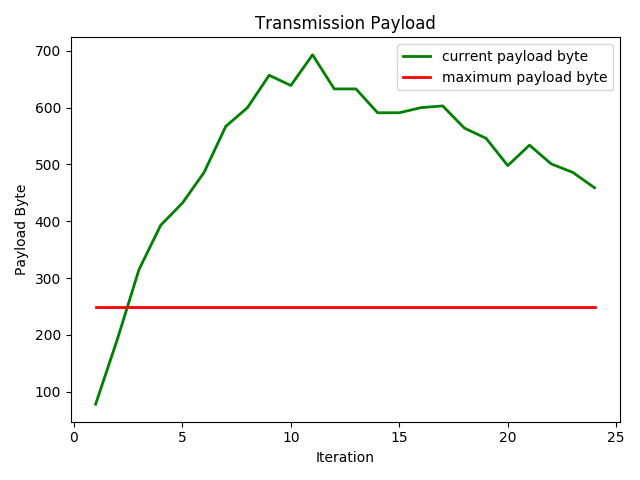 Transmission Payload
current payload byte
maximum payload byte
700
600
500
400
300
200
100
Payload Byte
0
5
10
15
20
25
Iteration